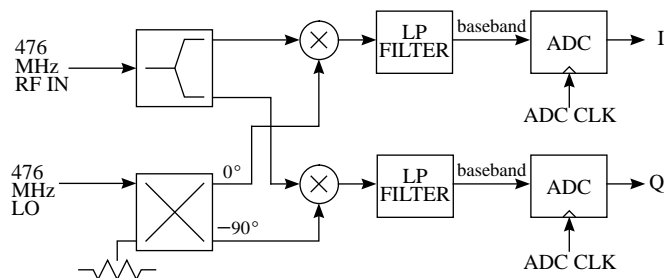 476
MHz
RF IN
LP
FILTER
baseband
ADC
I
ADC CLK
476
MHz
LO
0°
−90°
LP
FILTER
baseband
ADC
Q
ADC CLK